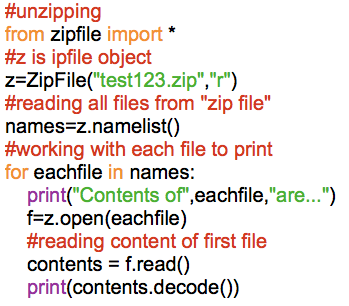 #unzipping
from zipfile import *
#z is ipfile object
z=ZipFile("test123.zip","r")
#reading all files from "zip file"
names=z.namelist()
#working with each file to print
for eachfile in names:
    print("Contents of",eachfile,"are...")
    f=z.open(eachfile)
    #reading content of first file
    contents = f.read()
    print(contents.decode())